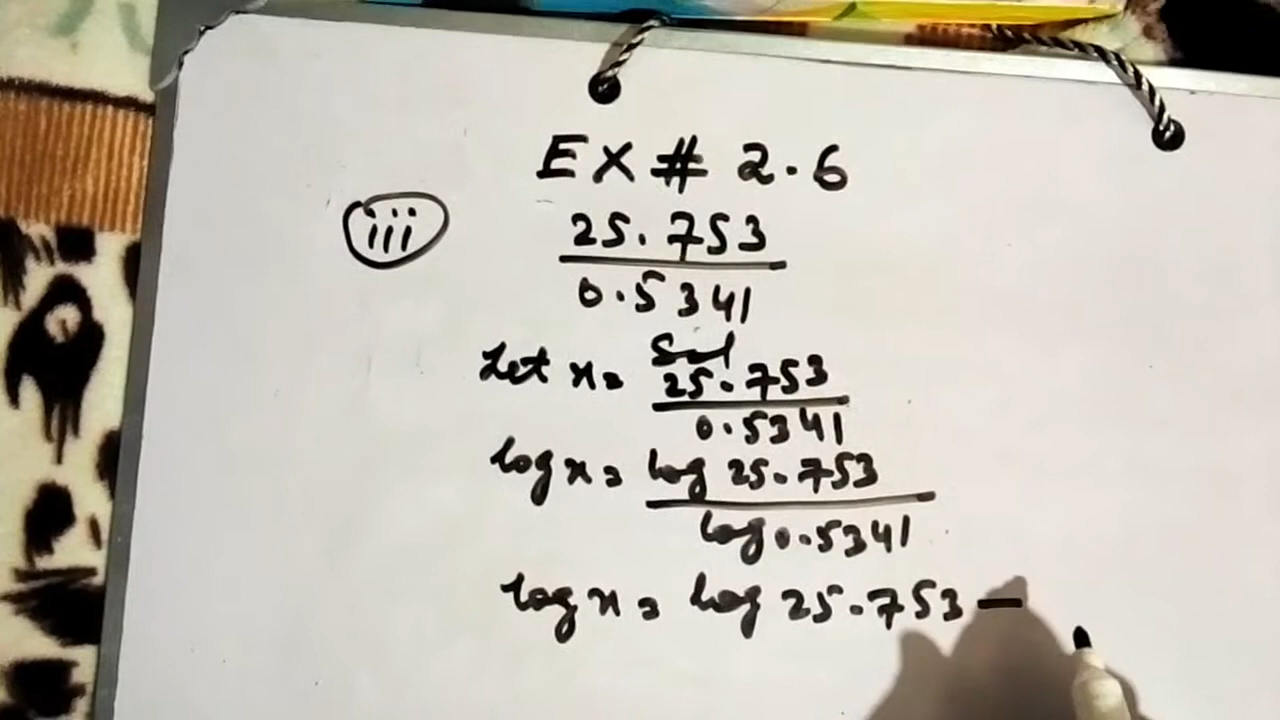 EX # 2.6
iii
25.753
0.5341
Sol
Let x = 25.753
0.5341
log x = log 25.753
log 0.5341
log x = log 25.753 -